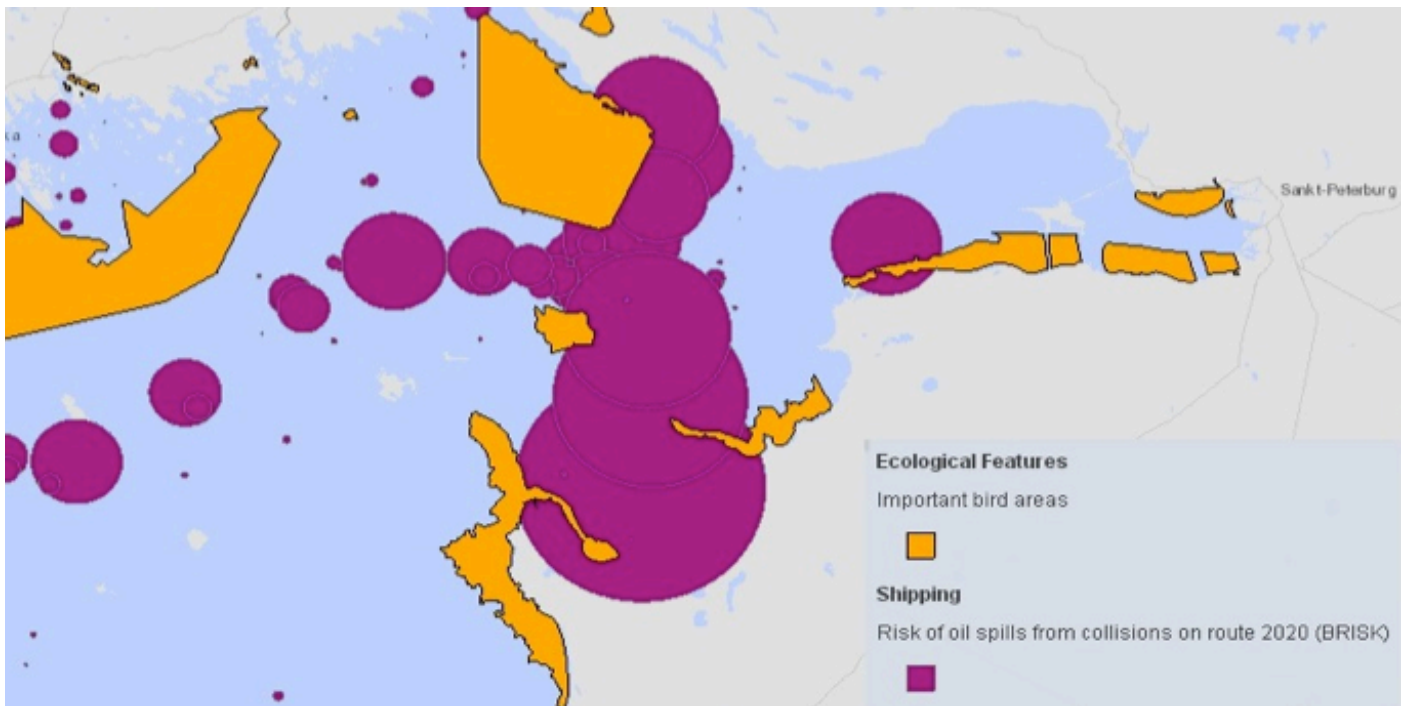 Sankt-Peterburg
Ecological Features
Important bird areas
Shipping
Risk of oil spills from collisions on route 2020 (BRISK)